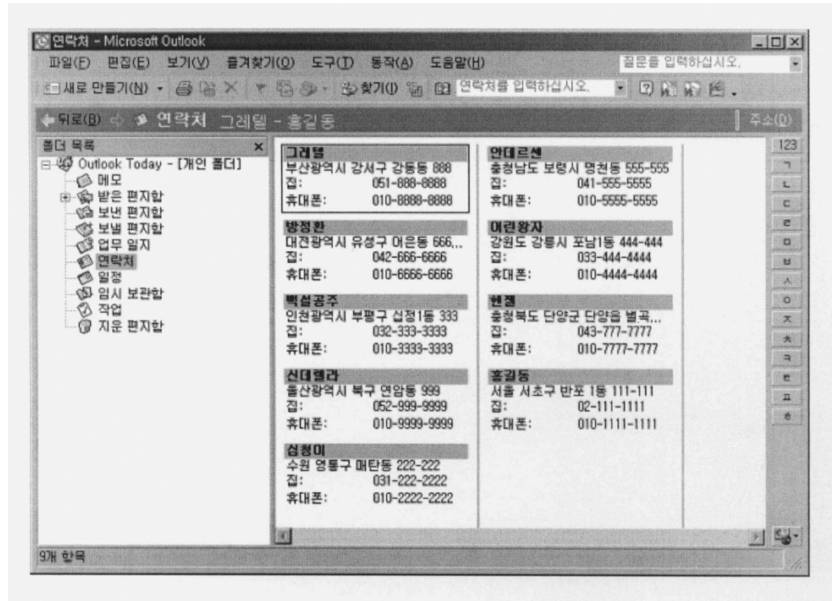 연락처 - Microsoft Outlook
파일(F) 편집(E) 보기(V) 즐겨찾기(O) 도구(T) 동작(A) 도움말(H) 질문을 입력하십시오.
새로 만들기(N) 찾기(I) 연락처를 입력하십시오.
뒤로(B) 연락처 그레텔 - 홍길동 주소(D)
폴더 목록
Outlook Today - [개인 폴더]
메모
받은 편지함
보낸 편지함
보낼 편지함
업무 일지
연락처
일정
임시 보관함
작업
지운 편지함
그레텔
부산광역시 강서구 강동동 888
집: 051-888-8888
휴대폰: 010-8888-8888
방정환
대전광역시 유성구 어은동 666...
집: 042-666-6666
휴대폰: 010-6666-6666
백설공주
인천광역시 부평구 십정1동 333
집: 032-333-3333
휴대폰: 010-3333-3333
신데렐라
울산광역시 북구 연암동 999
집: 052-999-9999
휴대폰: 010-9999-9999
심청이
수원 영통구 매탄동 222-222
집: 031-222-2222
휴대폰: 010-2222-2222
안데르센
충청남도 보령시 명천동 555-555
집: 041-555-5555
휴대폰: 010-5555-5555
어린왕자
강원도 강릉시 포남1동 444-444
집: 033-444-4444
휴대폰: 010-4444-4444
헨젤
충청북도 단양군 단양읍 별곡...
집: 043-777-7777
휴대폰: 010-7777-7777
홍길동
서울 서초구 반포 1동 111-111
집: 02-111-1111
휴대폰: 010-1111-1111
123
ㄱ
ㄴ
ㄷ
ㄹ
ㅁ
ㅂ
ㅅ
ㅇ
ㅈ
ㅊ
ㅋ
ㅌ
ㅍ
ㅎ
9개 항목